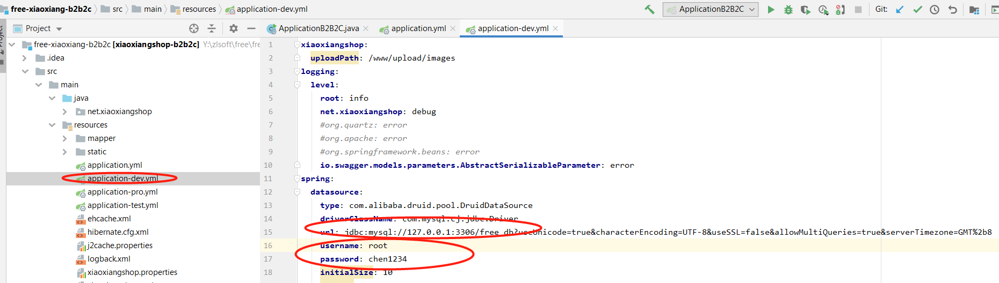 free-xiaoxiang-b2b2c src main resources application-dev.yml ApplicationB2B2C Git:
Project
Project ApplicationB2B2C.java application.yml application-dev.yml
free-xiaoxiang-b2b2c [xiaoxiangshop-b2b2c] Y:\zlsoft\free\fre
.idea
src
main
java
net.xiaoxiangshop
resources
mapper
static
application.yml
application-dev.yml
application-pro.yml
application-test.yml
ehcache.xml
hibernate.cfg.xml
j2cache.properties
logback.xml
xiaoxiangshop.properties
1 xiaoxiangshop:
2 uploadPath: /www/upload/images
3 logging:
4 level:
5 root: info
6 net.xiaoxiangshop: debug
7 #org.quartz: error
8 #org.apache: error
9 #org.springframework.beans: error
10 io.swagger.models.parameters.AbstractSerializableParameter: error
11 spring:
12 datasource:
13 type: com.alibaba.druid.pool.DruidDataSource
14 driverClassName: com.mysql.cj.jdbc.Driver
15 url: jdbc:mysql://127.0.0.1:3306/free_db?useUnicode=true&characterEncoding=UTF-8&useSSL=false&allowMultiQueries=true&serverTimezone=GMT%2b8
16 username: root
17 password: chen1234
18 initialSize: 10